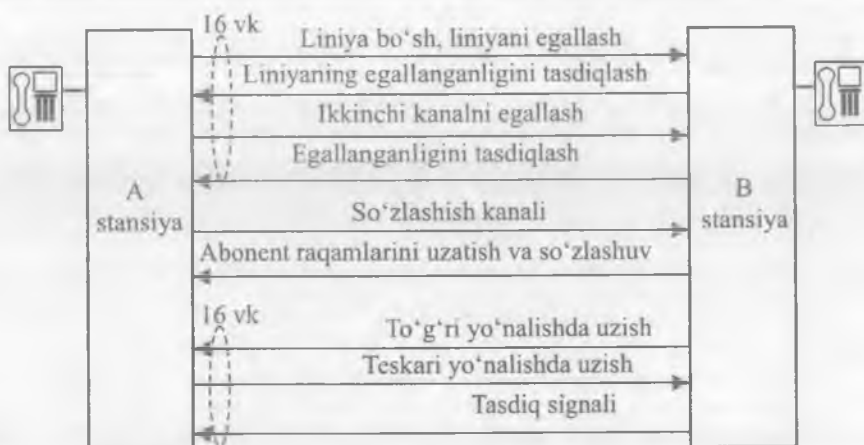 16 vk
Liniya bo‘sh, liniyani egallash
Liniyaning egallanganligini tasdiqlash
Ikkinchi kanalni egallash
Egallanganligini tasdiqlash
A
stansiya
B
stansiya
So‘zlashish kanali
Abonent raqamlarini uzatish va so‘zlashuv
16 vk
To‘g‘ri yo‘nalishda uzish
Teskari yo‘nalishda uzish
Tasdiq signali